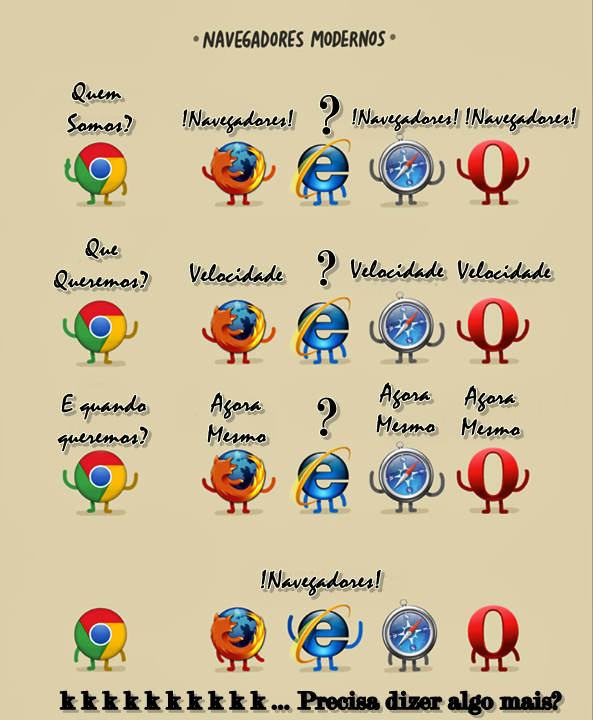 • NAVEGADORES MODERNOS •
Quem
Somos?
!Navegadores!
?
!Navegadores!
!Navegadores!
Que
Queremos?
Velocidade
?
Velocidade
Velocidade
E quando
queremos?
Agora
Mesmo
?
Agora
Mesmo
Agora
Mesmo
!Navegadores!
k k k k k k k k k k ... Precisa dizer algo mais?